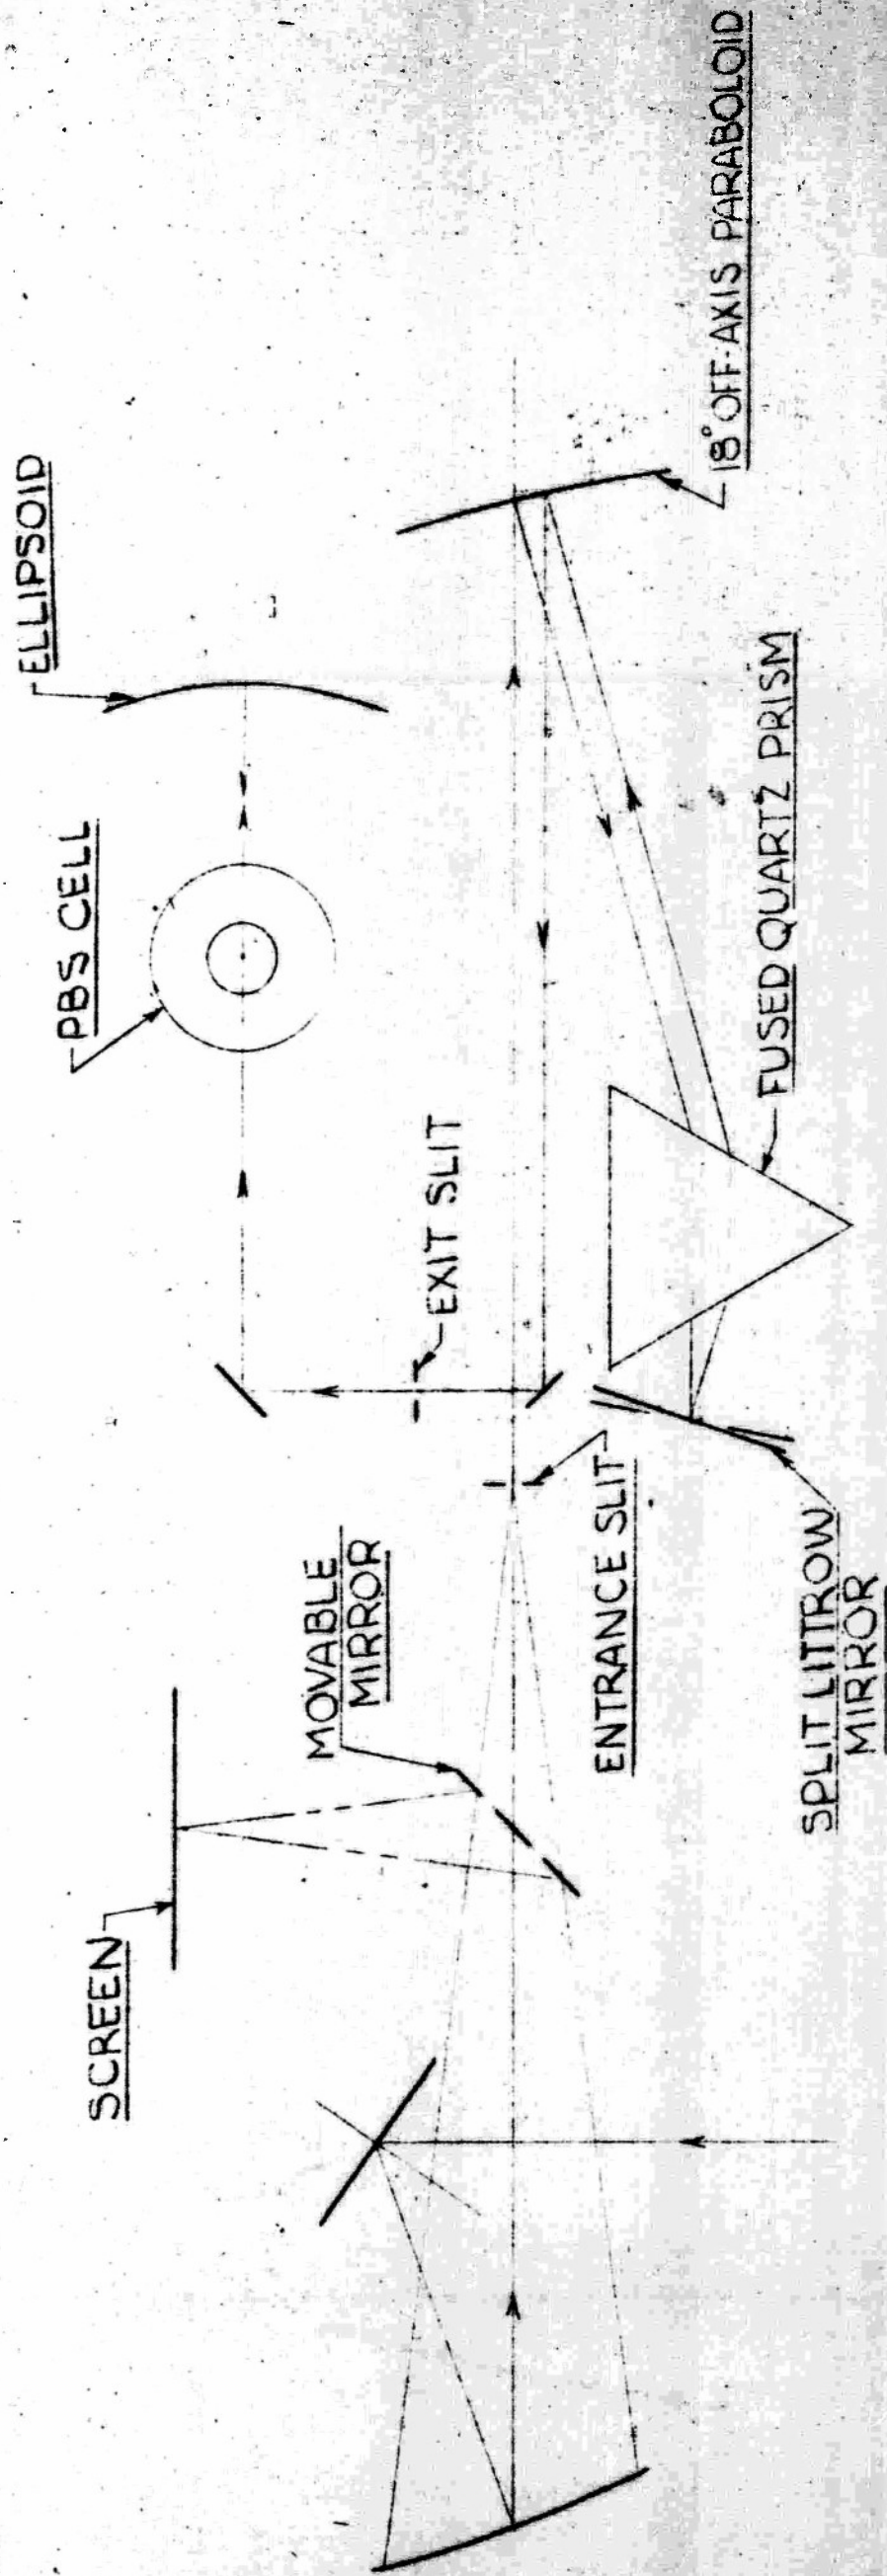 ELLIPSOID
PBS CELL
EXIT SLIT
18° OFF-AXIS PARABOLOID
FUSED QUARTZ PRISM
SCREEN
MOVABLE
MIRROR
ENTRANCE SLIT
SPLIT LITTROW
MIRROR